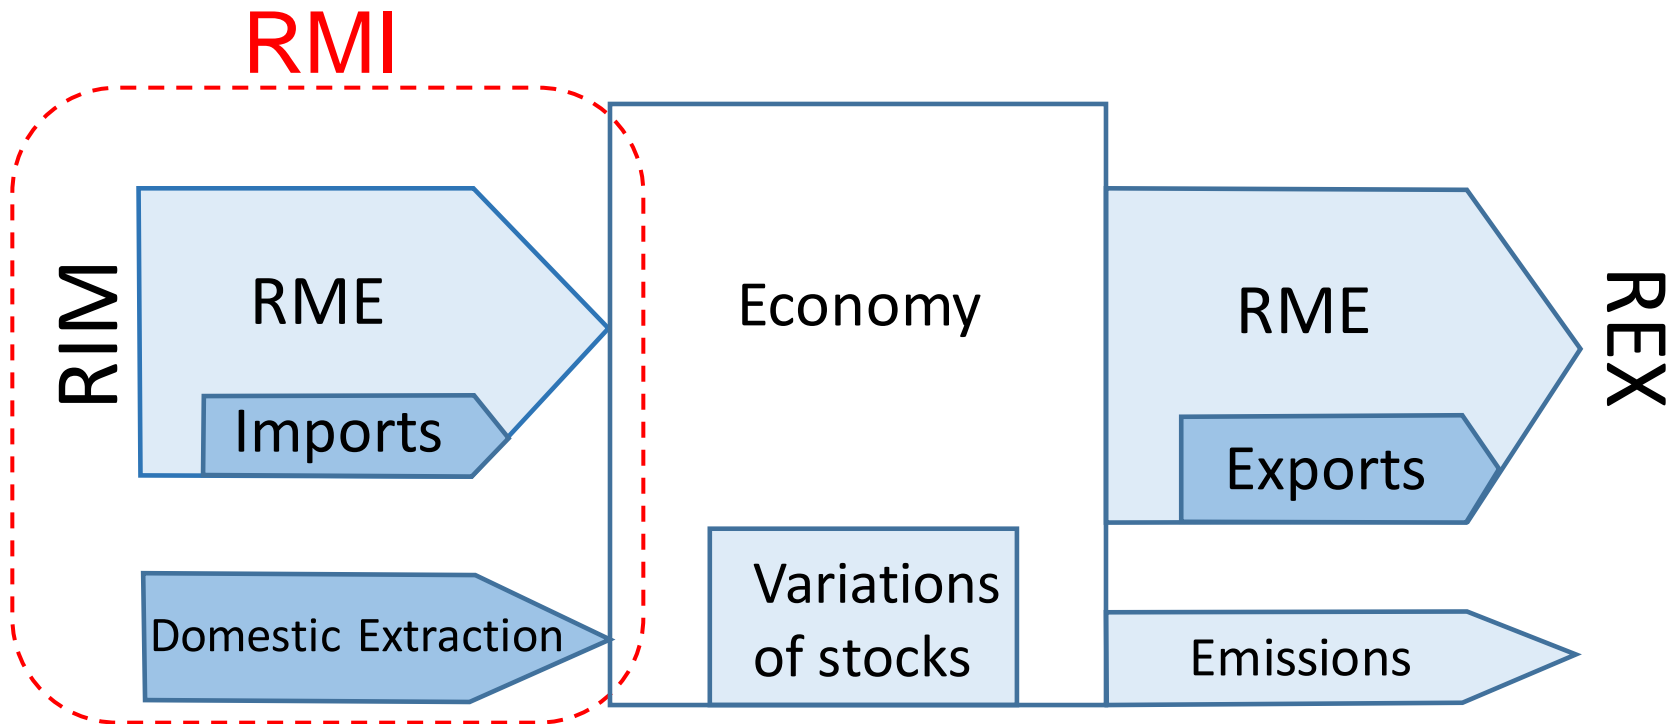 RMI
RIM
RME
Imports
Domestic Extraction
Economy
Variations
of stocks
RME
Exports
Emissions
REX